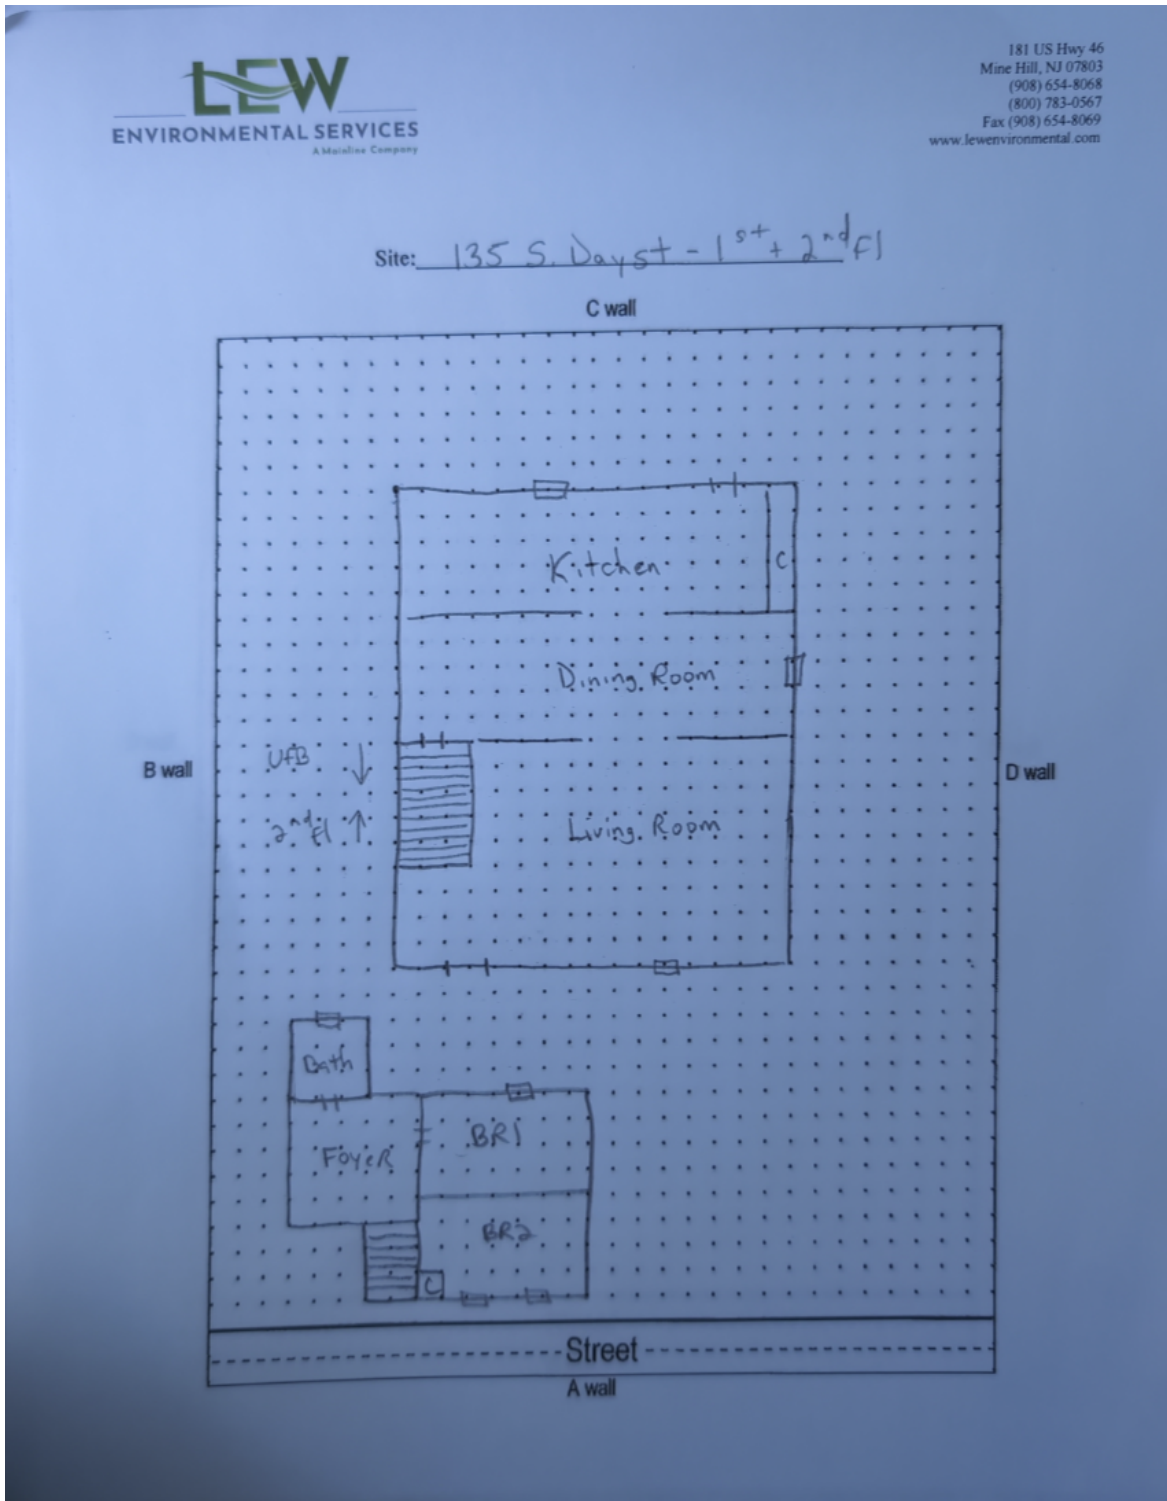 LEW
ENVIRONMENTAL SERVICES
A Mainline Company
181 US Hwy 46
Mine Hill, NJ 07803
(908) 654-8068
(800) 783-0567
Fax (908) 654-8069
www.lewenvironmental.com
Site: 135 S. Day st - 1st + 2nd Fl
C wall
Kitchen
C
Dining Room
B wall
D wall
2nd Fl
Living Room
Bath
Foyer
BR1
BR2
C
Street
A wall